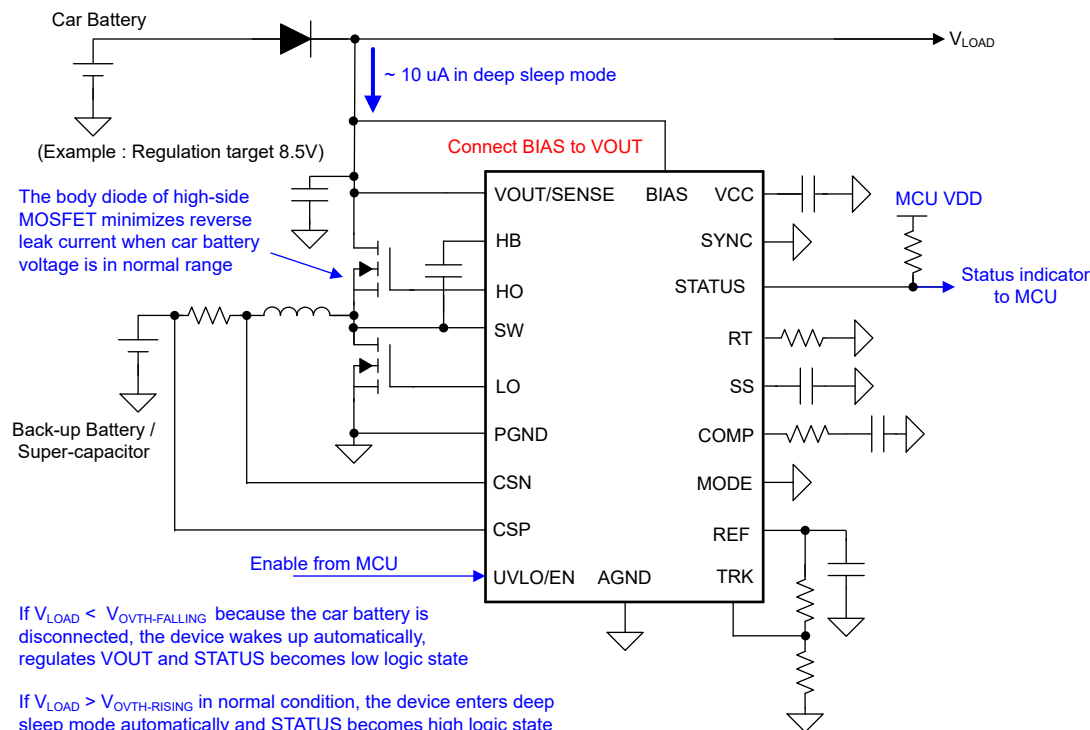 Car Battery
V_LOAD
~ 10 uA in deep sleep mode
(Example : Regulation target 8.5V)
Connect BIAS to VOUT
The body diode of high-side
MOSFET minimizes reverse
leak current when car battery
voltage is in normal range
VOUT/SENSE
BIAS
VCC
MCU VDD
HB
SYNC
HO
STATUS
Status indicator
to MCU
SW
RT
LO
SS
Back-up Battery /
Super-capacitor
PGND
COMP
CSN
MODE
CSP
REF
Enable from MCU
UVLO/EN
AGND
TRK
If V_LOAD < V_OVTH-FALLING because the car battery is
disconnected, the device wakes up automatically,
regulates VOUT and STATUS becomes low logic state
If V_LOAD > V_OVTH-RISING in normal condition, the device enters deep
sleep mode automatically and STATUS becomes high logic state